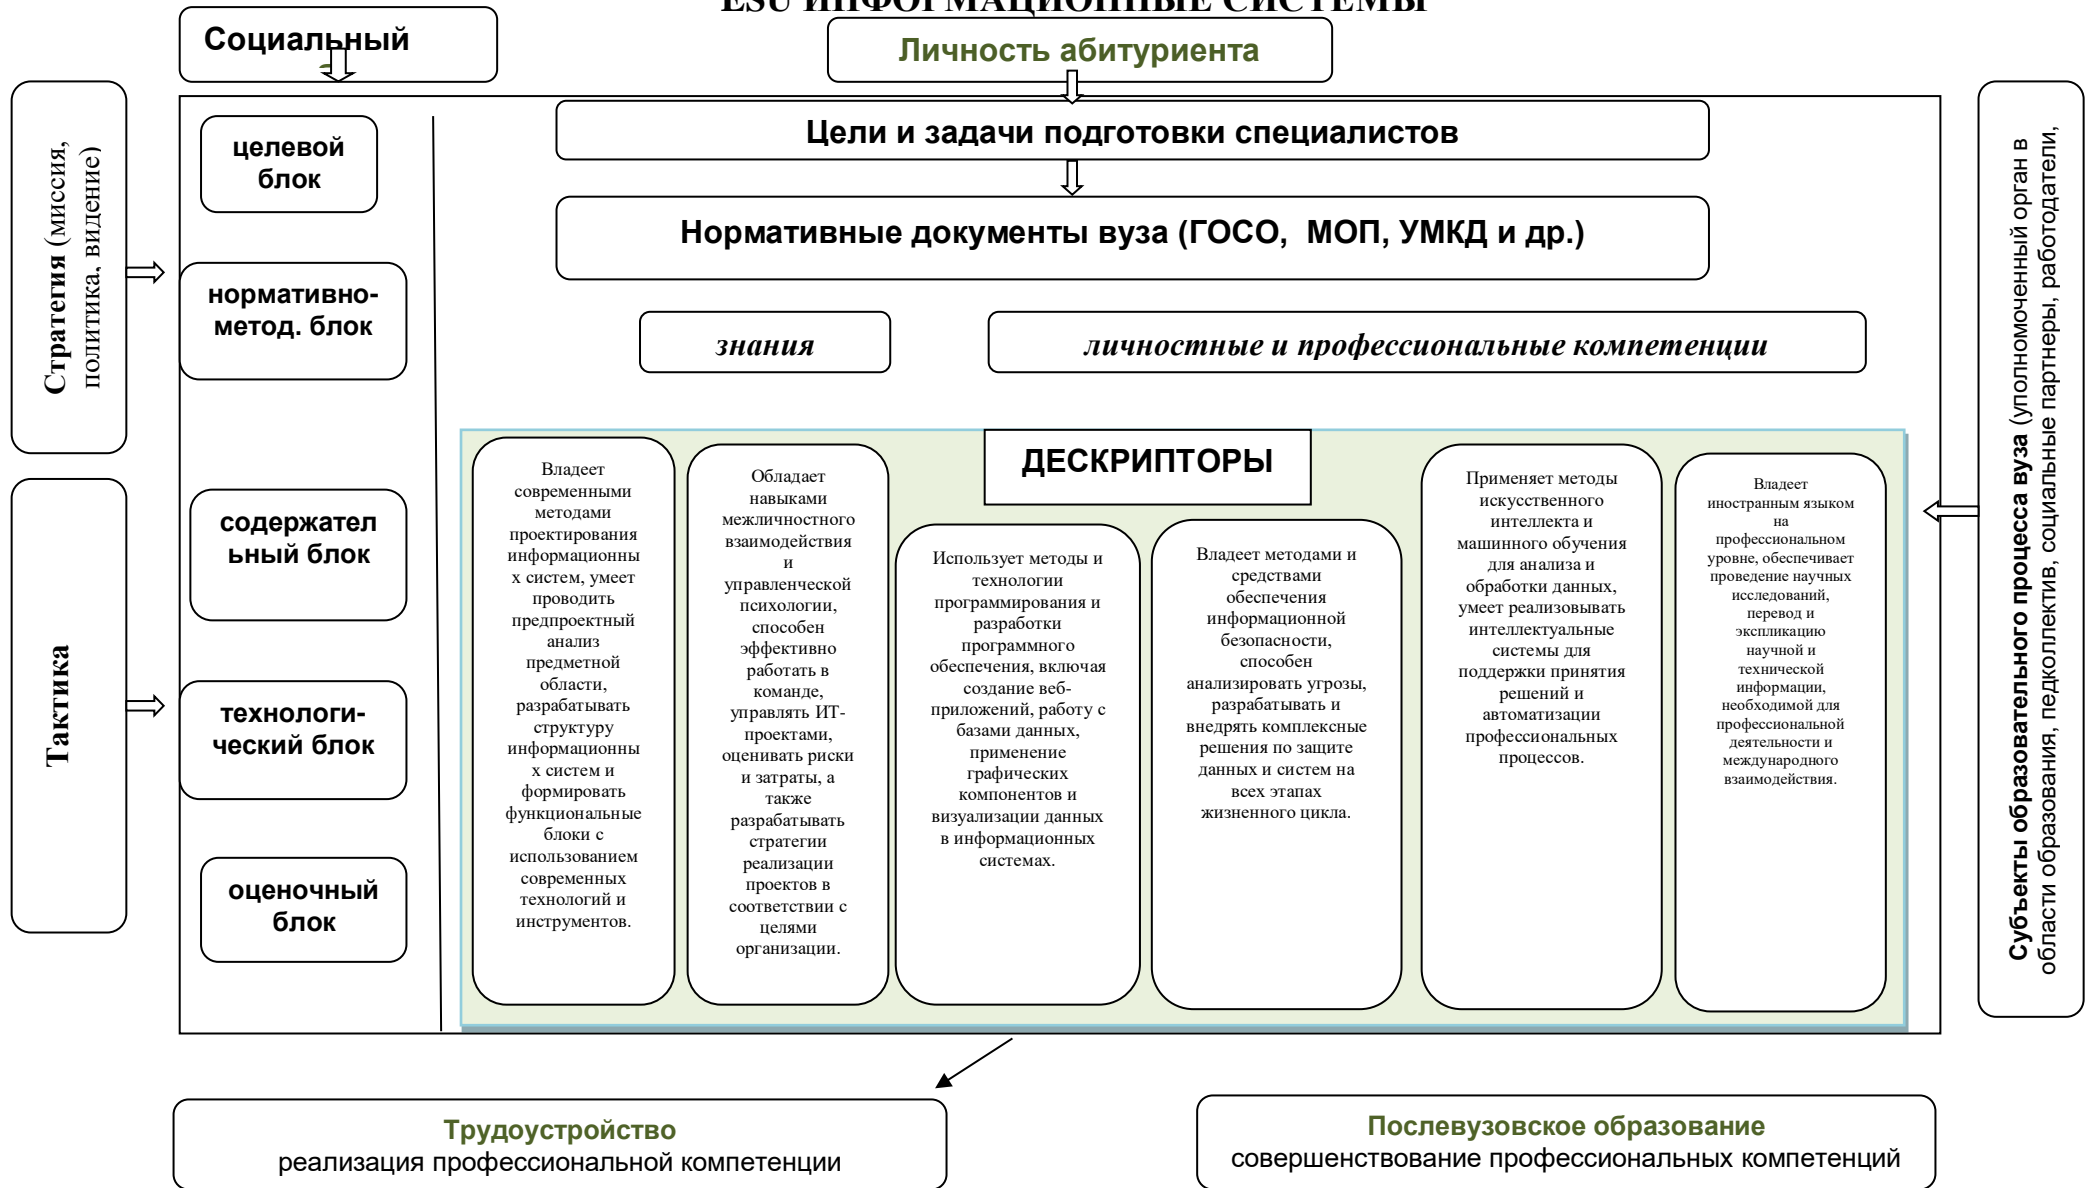 ESU ИНФОРМАЦИОННЫЕ СИСТЕМЫ
Социальный
Личность абитуриента
Стратегия (миссия,
политика, видение)
Тактика
целевой
блок
нормативно-
метод. блок
содержател
ьный блок
технологи-
ческий блок
оценочный
блок
Цели и задачи подготовки специалистов
Нормативные документы вуза (ГОСО, МОП, УМКД и др.)
знания
личностные и профессиональные компетенции
ДЕСКРИПТОРЫ
Владеет
современными
методами
проектирования
информационны
х систем, умеет
проводить
предпроектный
анализ
предметной
области,
разрабатывать
структуру
информационны
х систем и
формировать
функциональные
блоки с
использованием
современных
технологий и
инструментов.
Обладает
навыками
межличностного
взаимодействия
и
управленческой
психологии,
способен
эффективно
работать в
команде,
управлять ИТ-
проектами,
оценивать риски
и затраты, а
также
разрабатывать
стратегии
реализации
проектов в
соответствии с
целями
организации.
Использует методы и
технологии
программирования и
разработки
программного
обеспечения, включая
создание веб-
приложений, работу с
базами данных,
применение
графических
компонентов и
визуализации данных
в информационных
системах.
Владеет методами и
средствами
обеспечения
информационной
безопасности,
способен
анализировать угрозы,
разрабатывать и
внедрять комплексные
решения по защите
данных и систем на
всех этапах
жизненного цикла.
Применяет методы
искусственного
интеллекта и
машинного обучения
для анализа и
обработки данных,
умеет реализовывать
интеллектуальные
системы для
поддержки принятия
решений и
автоматизации
профессиональных
процессов.
Владеет
иностранным языком
на
профессиональном
уровне, обеспечивает
проведение научных
исследований,
перевод и
экспликацию
научной и
технической
информации,
необходимой для
профессиональной
деятельности и
международного
взаимодействия.
Субъекты образовательного процесса вуза (уполномоченный орган в
области образования, педколлектив, социальные партнеры, работодатели,
Трудоустройство
реализация профессиональной компетенции
Послевузовское образование
совершенствование профессиональных компетенций